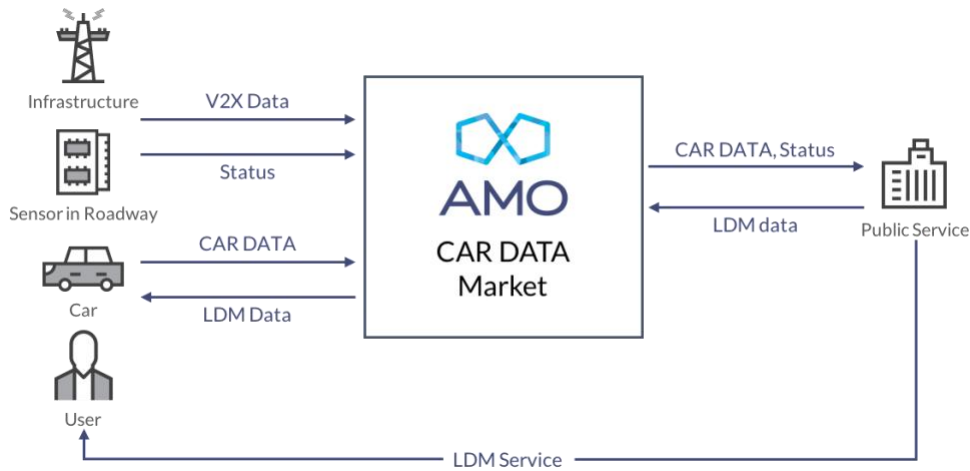 Infrastructure
V2X Data
Status
Sensor in Roadway
CAR DATA
LDM Data
Car
User
AMO
CAR DATA
Market
CAR DATA, Status
LDM data
Public Service
LDM Service